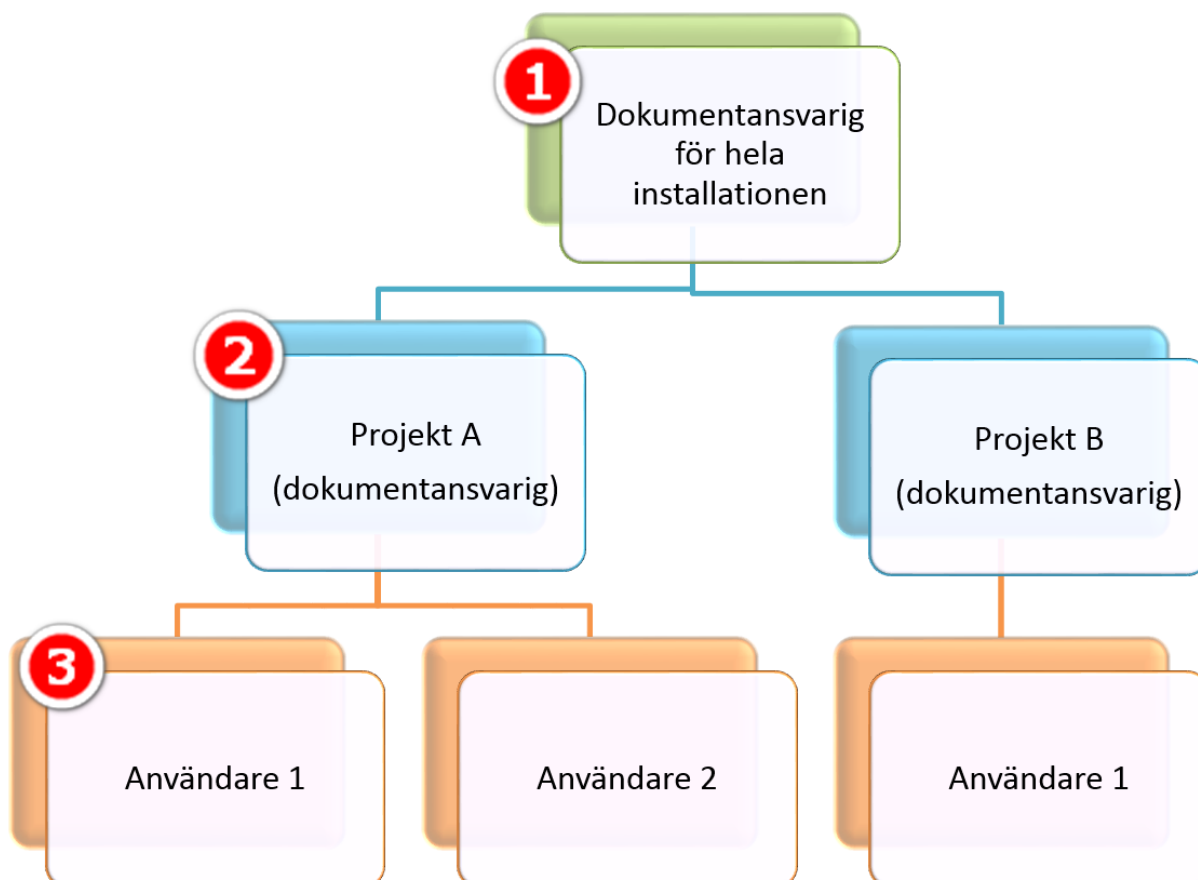 1
Dokumentansvarig
för hela
installationen
2
Projekt A
(dokumentansvarig)
Projekt B
(dokumentansvarig)
3
Användare 1
Användare 2
Användare 1